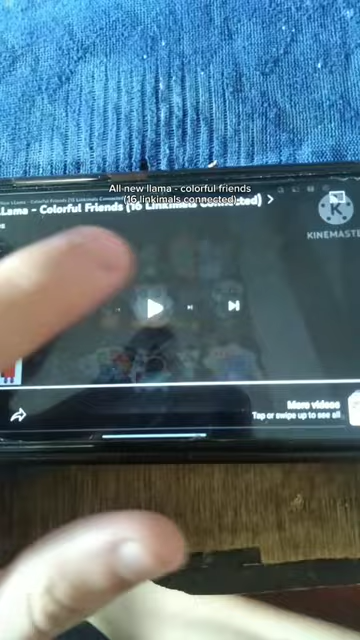 All new llama - colorful friends
(16 linkimals connected)
Llama - Colorful Friends (16 Linkimals Connected)
KINEMASTER
More videos
Tap or swipe up to see all